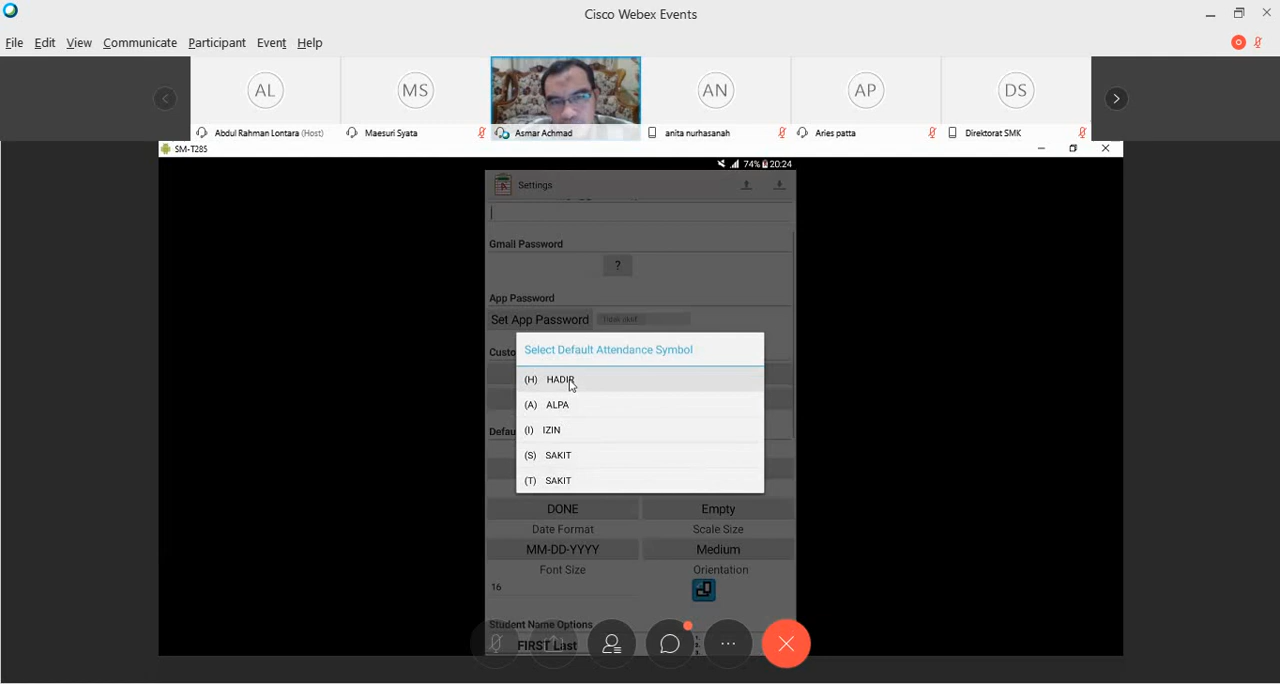 Cisco Webex Events
File Edit View Communicate Participant Event Help
AL MS AN AP DS
Abdul Rahman Lontara (Host) Maesuri Syata Asmar Achmad anita nurhasanah Aries patta Direktorat SMK
SM-T285
74% 20:24
Settings
Gmail Password
?
App Password
Set App Password
Custo
Select Default Attendance Symbol
(H) HADIR
(A) ALPA
(I) IZIN
Defau
(S) SAKIT
(T) SAKIT
DONE Empty
Date Format Scale Size
MM-DD-YYYY Medium
Font Size Orientation
16
Student Name Options
FIRST Last